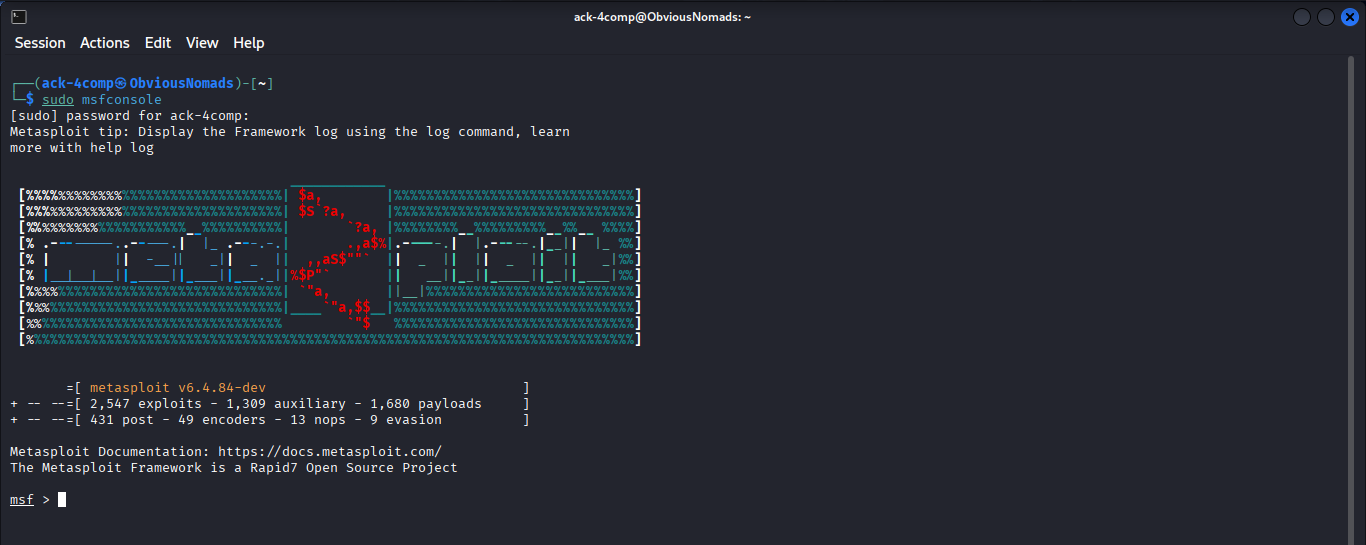 ack-4comp@ObviousNomads: ~
Session Actions Edit View Help
┌──(ack-4comp㉿ObviousNomads)-[~]
└─$ sudo msfconsole
[sudo] password for ack-4comp:
Metasploit tip: Display the Framework log using the log command, learn
more with help log
=[ metasploit v6.4.84-dev ]
+ -- --=[ 2,547 exploits - 1,309 auxiliary - 1,680 payloads ]
+ -- --=[ 431 post - 49 encoders - 13 nops - 9 evasion ]
Metasploit Documentation: https://docs.metasploit.com/
The Metasploit Framework is a Rapid7 Open Source Project
msf >